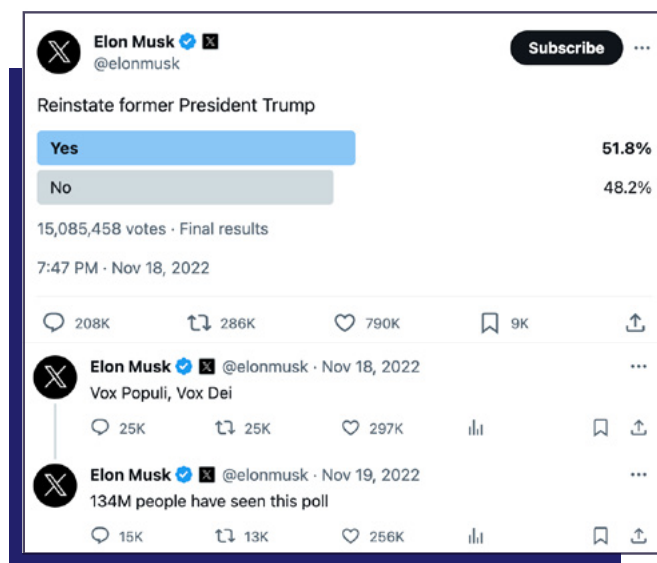 Elon Musk
Subscribe
@elonmusk
Reinstate former President Trump
Yes 51.8%
No 48.2%
15,085,458 votes · Final results
7:47 PM · Nov 18, 2022
208K 286K 790K 9K
Elon Musk @elonmusk · Nov 18, 2022
Vox Populi, Vox Dei
25K 25K 297K
Elon Musk @elonmusk · Nov 19, 2022
134M people have seen this poll
15K 13K 256K